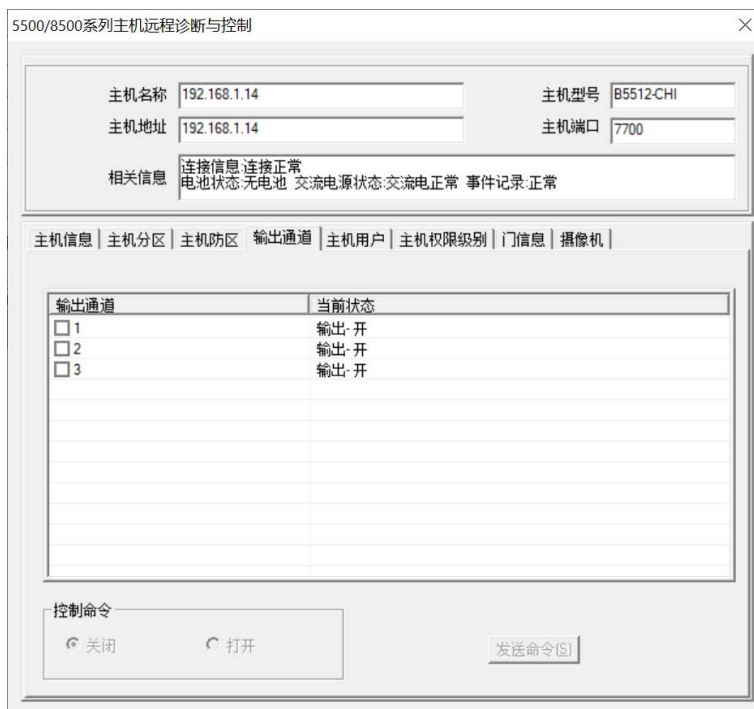 5500/8500系列主机远程诊断与控制
主机名称 192.168.1.14 主机型号 B5512-CHI
主机地址 192.168.1.14 主机端口 7700
相关信息 连接信息:连接正常
电池状态:无电池 交流电源状态:交流电正常 事件记录:正常
主机信息 主机分区 主机防区 输出通道 主机用户 主机权限级别 门信息 摄像机
输出通道 当前状态
1 输出-开
2 输出-开
3 输出-开
控制命令
关闭 打开 发送命令(S)